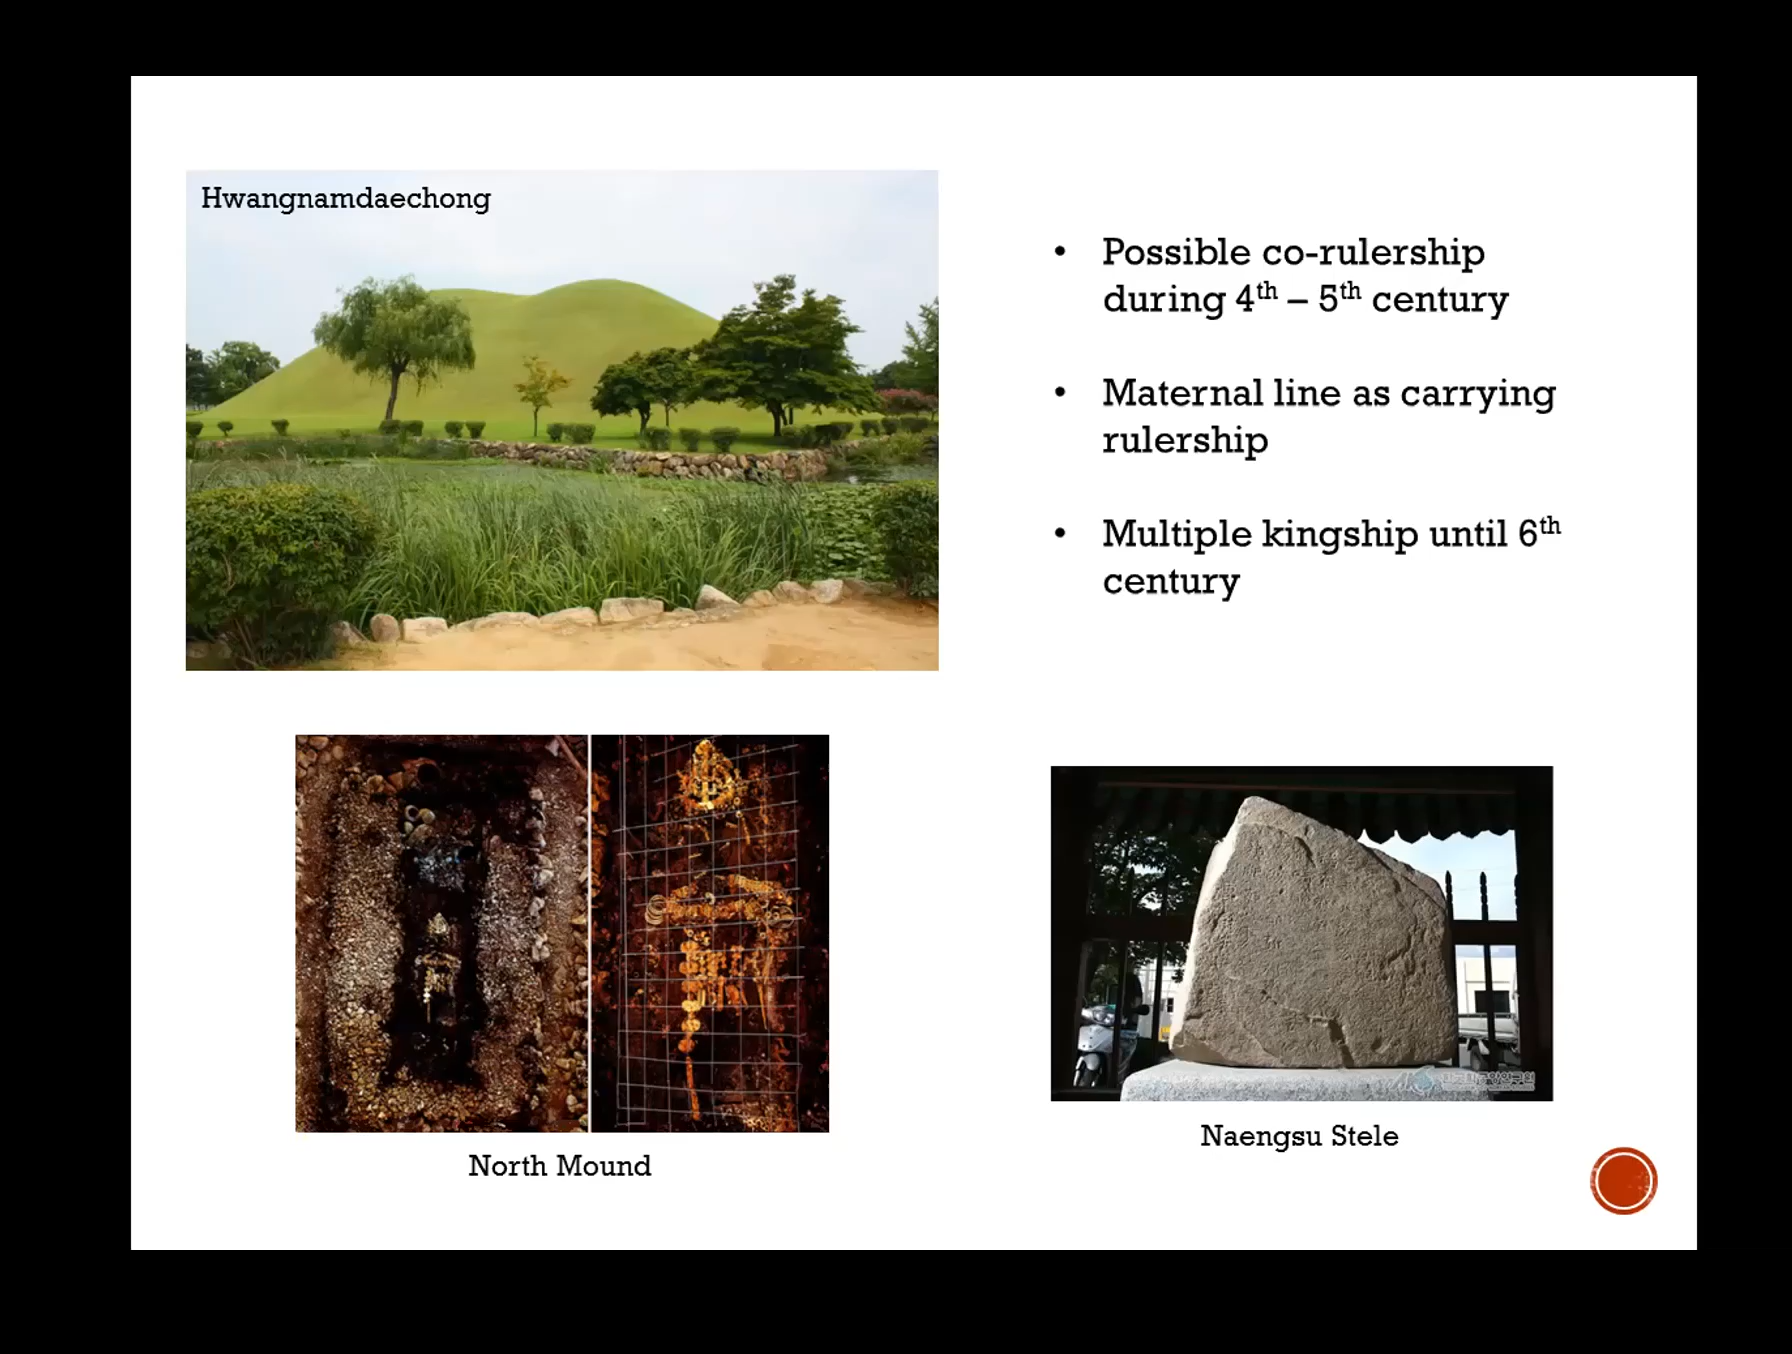 Hwangnamdaechong
• Possible co-rulership
during 4th – 5th century
• Maternal line as carrying
rulership
• Multiple kingship until 6th
century
North Mound
Naengsu Stele